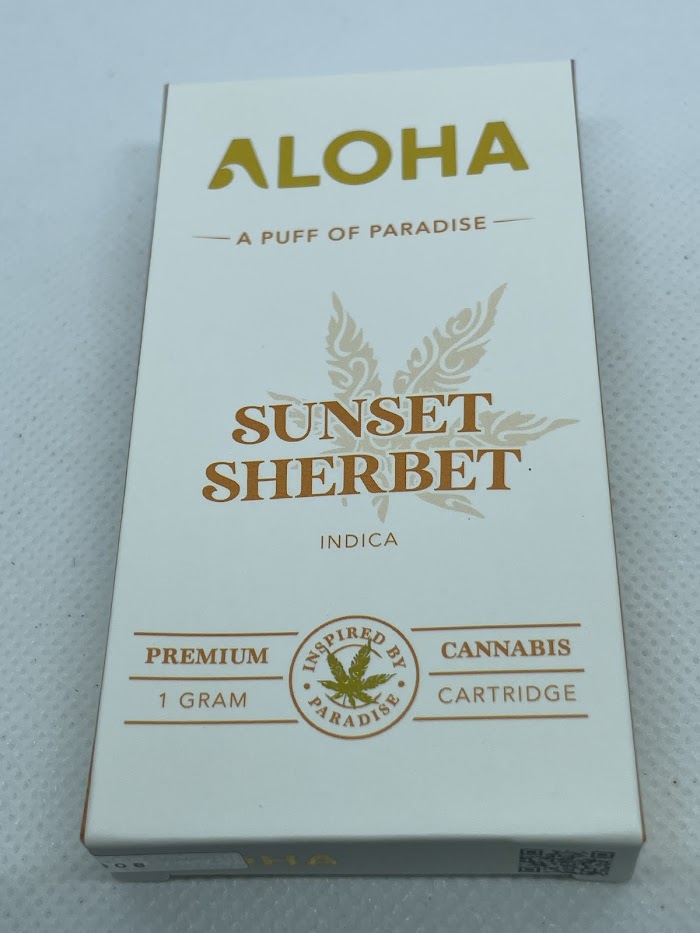 ALOHA
A PUFF OF PARADISE
SUNSET
SHERBET
INDICA
PREMIUM
1 GRAM
INSPIRED BY
PARADISE
CANNABIS
CARTRIDGE